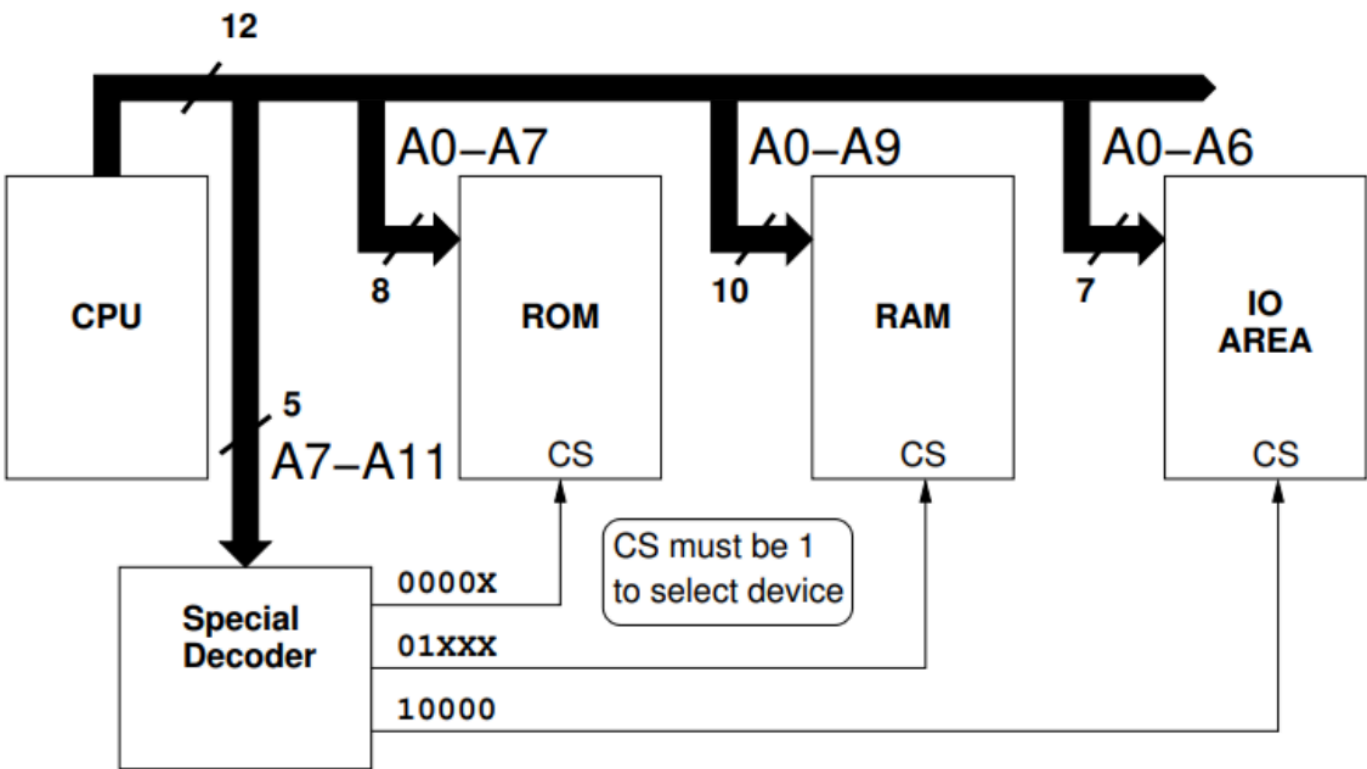 12
A0–A7
A0–A9
A0–A6
8
10
7
CPU
ROM
RAM
IO
AREA
5
A7–A11
CS
CS
CS
CS must be 1
to select device
0000X
Special
Decoder
01XXX
10000